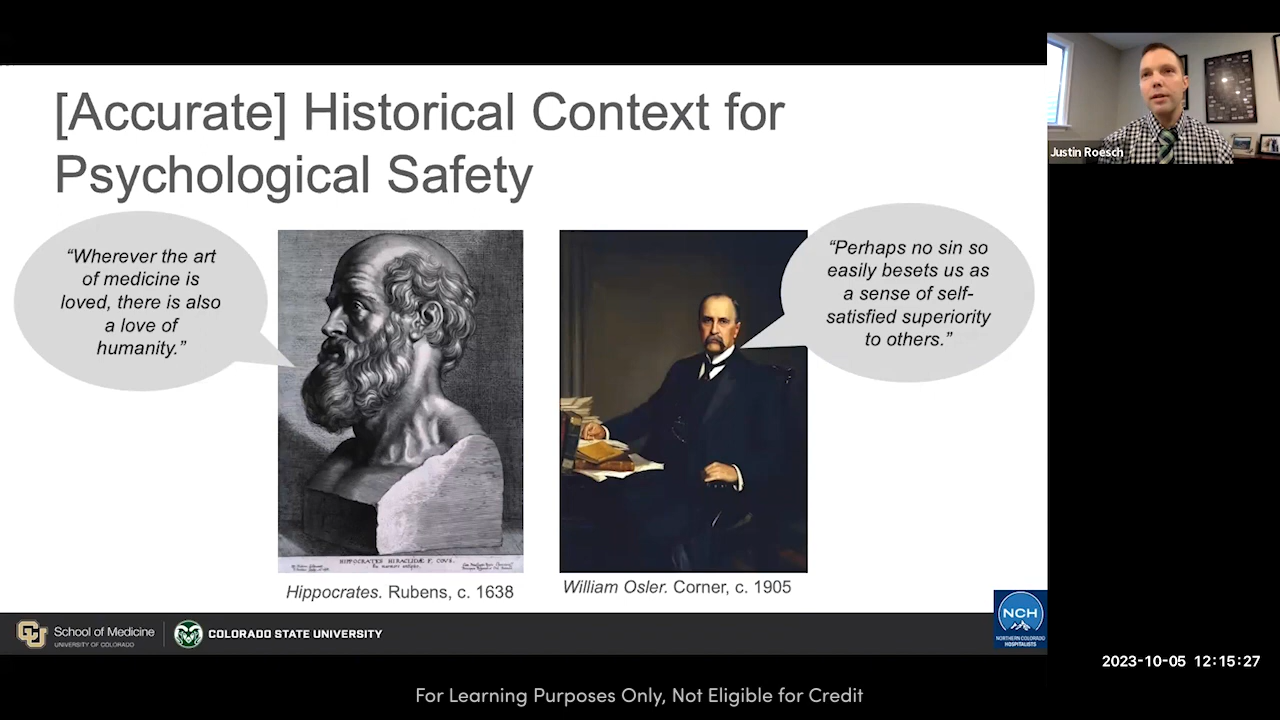 [Accurate] Historical Context for
Psychological Safety
“Wherever the art
of medicine is
loved, there is also
a love of
humanity.”
“Perhaps no sin so
easily besets us as
a sense of self-
satisfied superiority
to others.”
HIPPOCRATES HIRACLIDÆ F. COVS.
Hippocrates. Rubens, c. 1638
William Osler. Corner, c. 1905
Justin Roesch
CU
School of Medicine
UNIVERSITY OF COLORADO
COLORADO STATE UNIVERSITY
NCH
NORTHERN COLORADO
HOSPITALISTS
2023-10-05 12:15:27
For Learning Purposes Only, Not Eligible for Credit